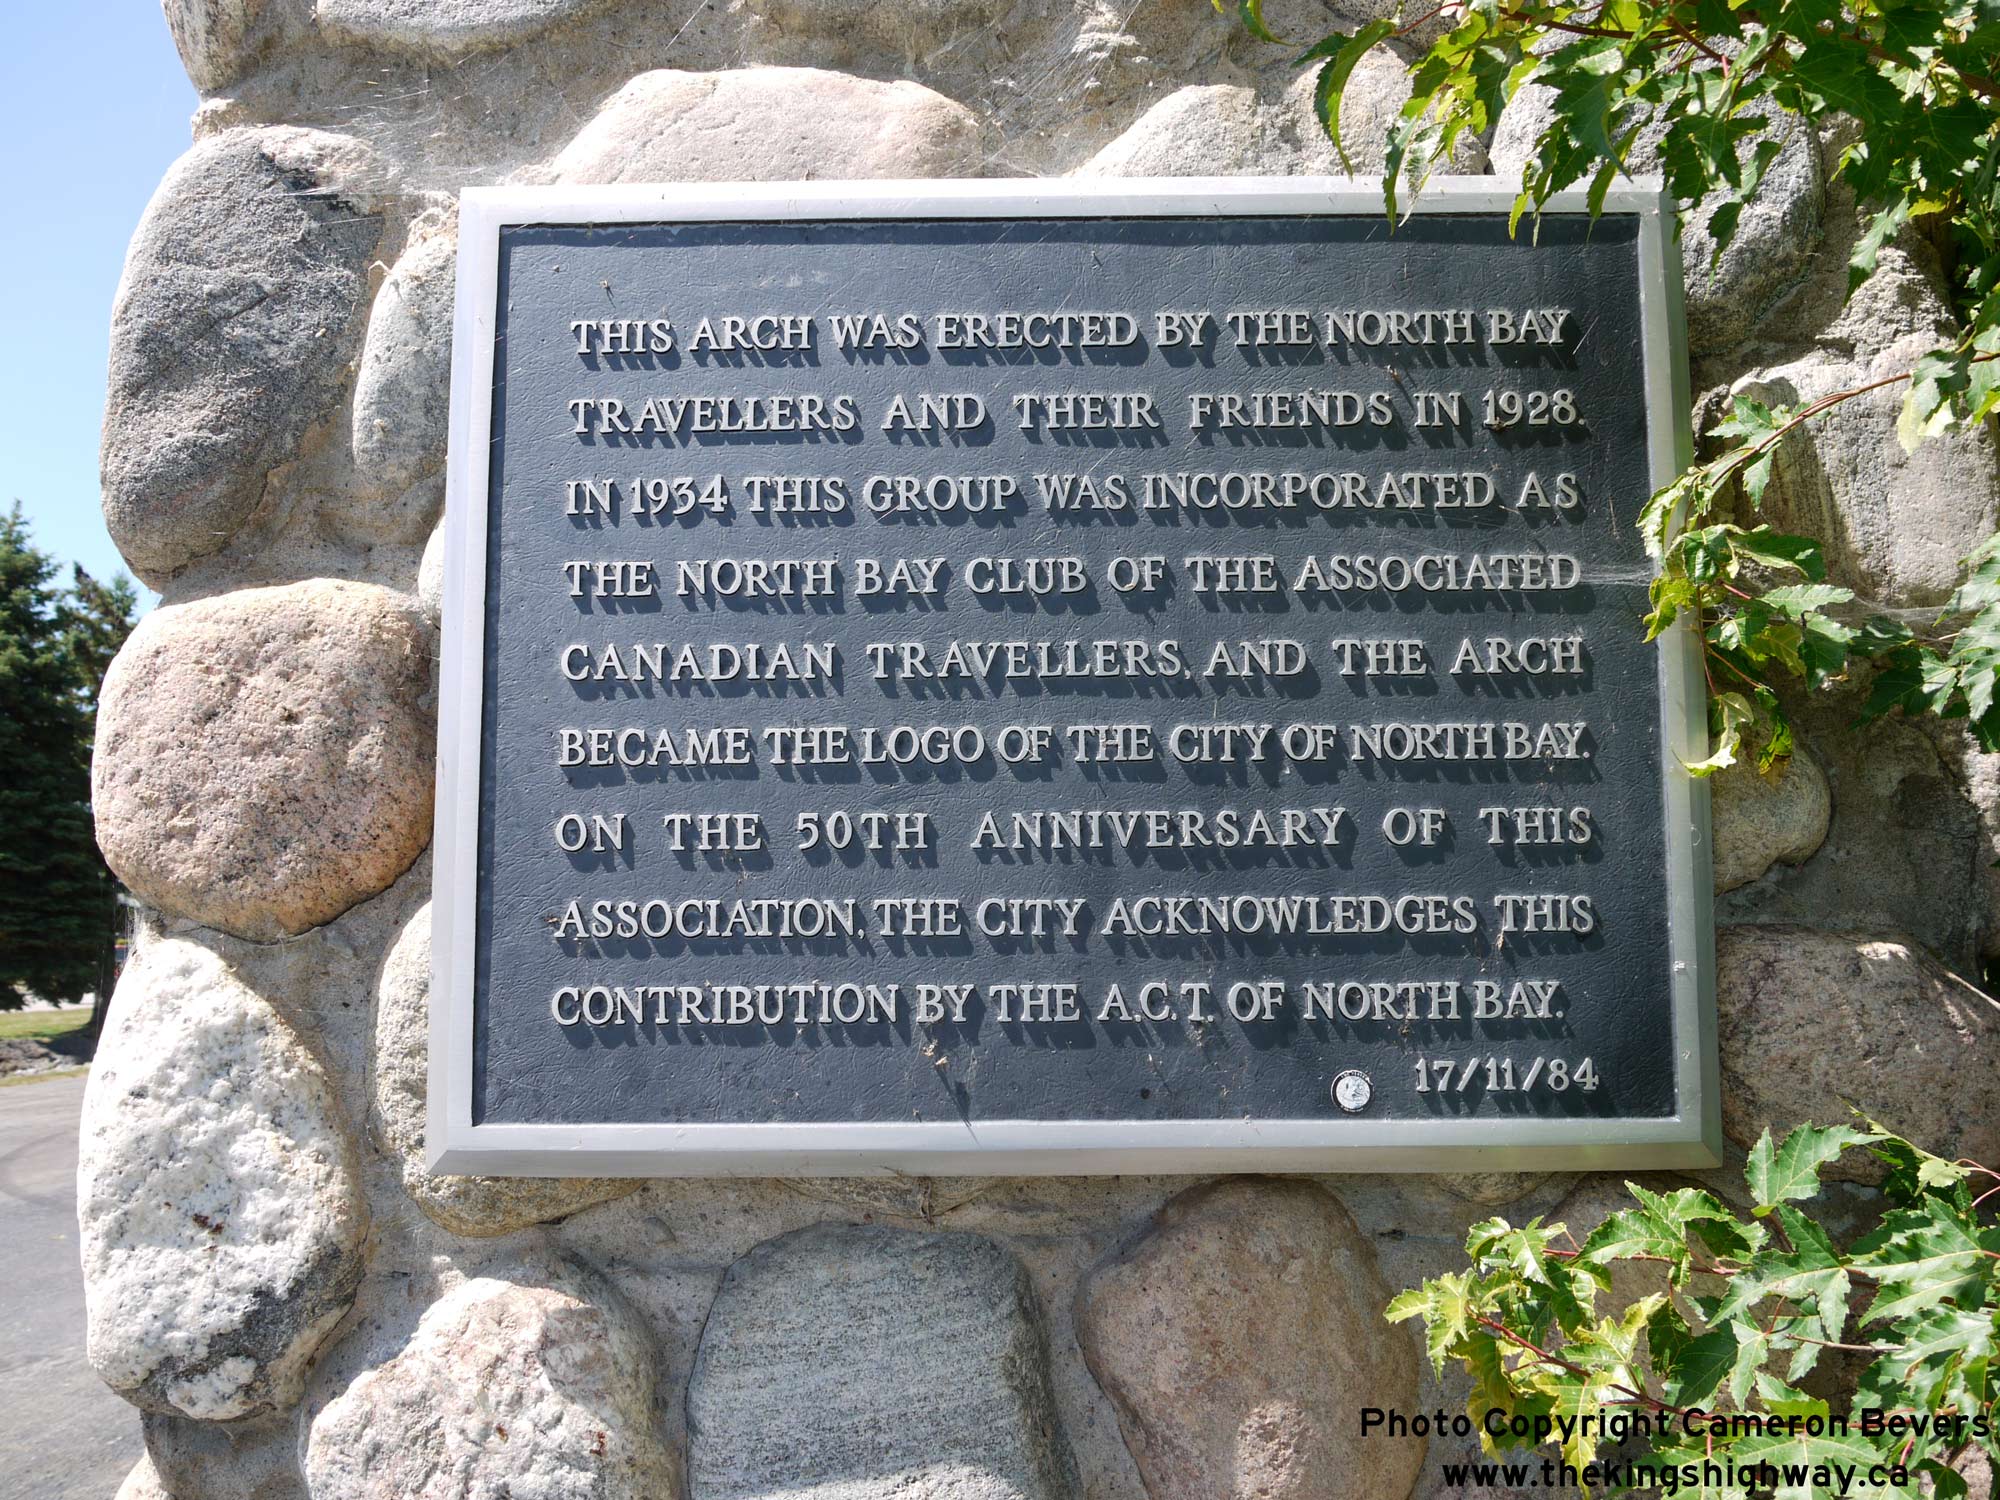 THIS ARCH WAS ERECTED BY THE NORTH BAY
TRAVELLERS AND THEIR FRIENDS IN 1928.
IN 1934 THIS GROUP WAS INCORPORATED AS
THE NORTH BAY CLUB OF THE ASSOCIATED
CANADIAN TRAVELLERS, AND THE ARCH
BECAME THE LOGO OF THE CITY OF NORTH BAY.
ON THE 50TH ANNIVERSARY OF THIS
ASSOCIATION, THE CITY ACKNOWLEDGES THIS
CONTRIBUTION BY THE A.C.T. OF NORTH BAY.
17/11/84
Photo Copyright Cameron Bevers
www.thekingshighway.ca